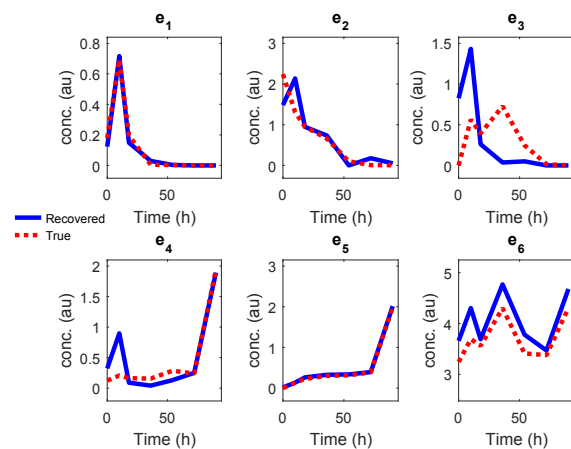 e1
e2
e3
conc. (au)
0.8
0.6
0.4
0.2
0
0
50
Time (h)
conc. (au)
3
2
1
0
0
50
Time (h)
conc. (au)
1.5
1
0.5
0
0
50
Time (h)
Recovered
True
e4
e5
e6
conc. (au)
2
1.5
1
0.5
0
0
50
Time (h)
conc. (au)
3
2
1
0
0
50
Time (h)
conc. (au)
5
4
3
0
50
Time (h)